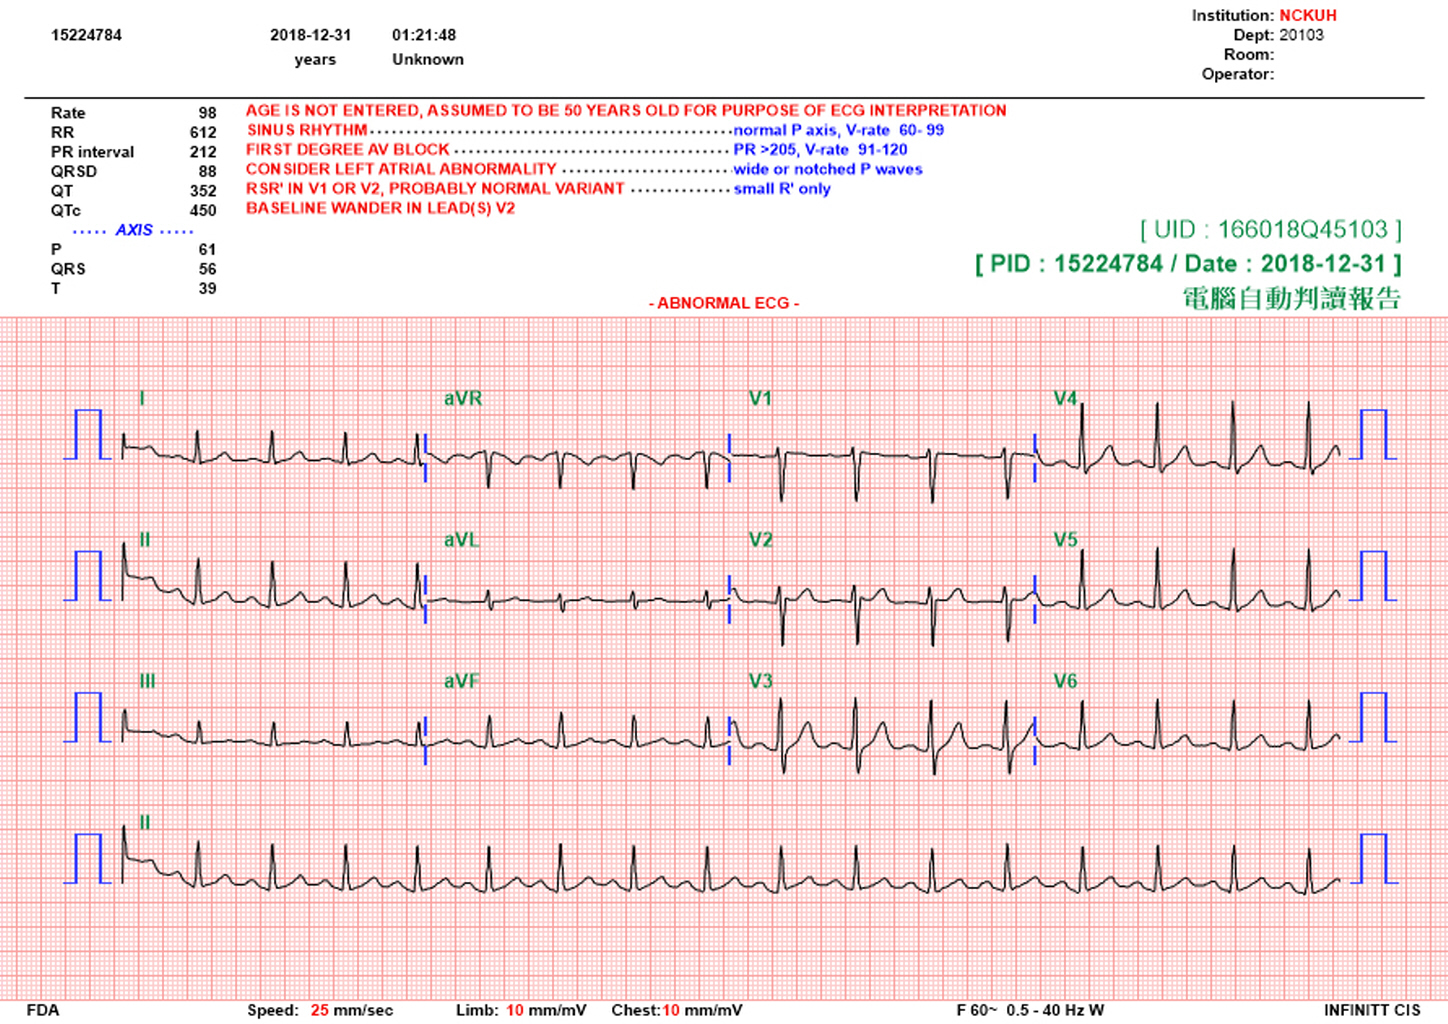 Institution: NCKUH
15224784 2018-12-31 01:21:48 Dept: 20103
years Unknown Room:
Operator:
Rate 98 AGE IS NOT ENTERED, ASSUMED TO BE 50 YEARS OLD FOR PURPOSE OF ECG INTERPRETATION
RR 612 SINUS RHYTHM normal P axis, V-rate 60- 99
PR interval 212 FIRST DEGREE AV BLOCK PR >205, V-rate 91-120
QRSD 88 CONSIDER LEFT ATRIAL ABNORMALITY wide or notched P waves
QT 352 RSR' IN V1 OR V2, PROBABLY NORMAL VARIANT small R' only
QTc 450 BASELINE WANDER IN LEAD(S) V2
..... AXIS .....
[ UID : 166018Q45103 ]
P 61
[ PID : 15224784 / Date : 2018-12-31 ]
QRS 56
T 39
電腦自動判讀報告
- ABNORMAL ECG -
I aVR V1 V4
II aVL V2 V5
III aVF V3 V6
II
FDA Speed: 25 mm/sec Limb: 10 mm/mV Chest:10 mm/mV F 60~ 0.5 - 40 Hz W INFINITT CIS